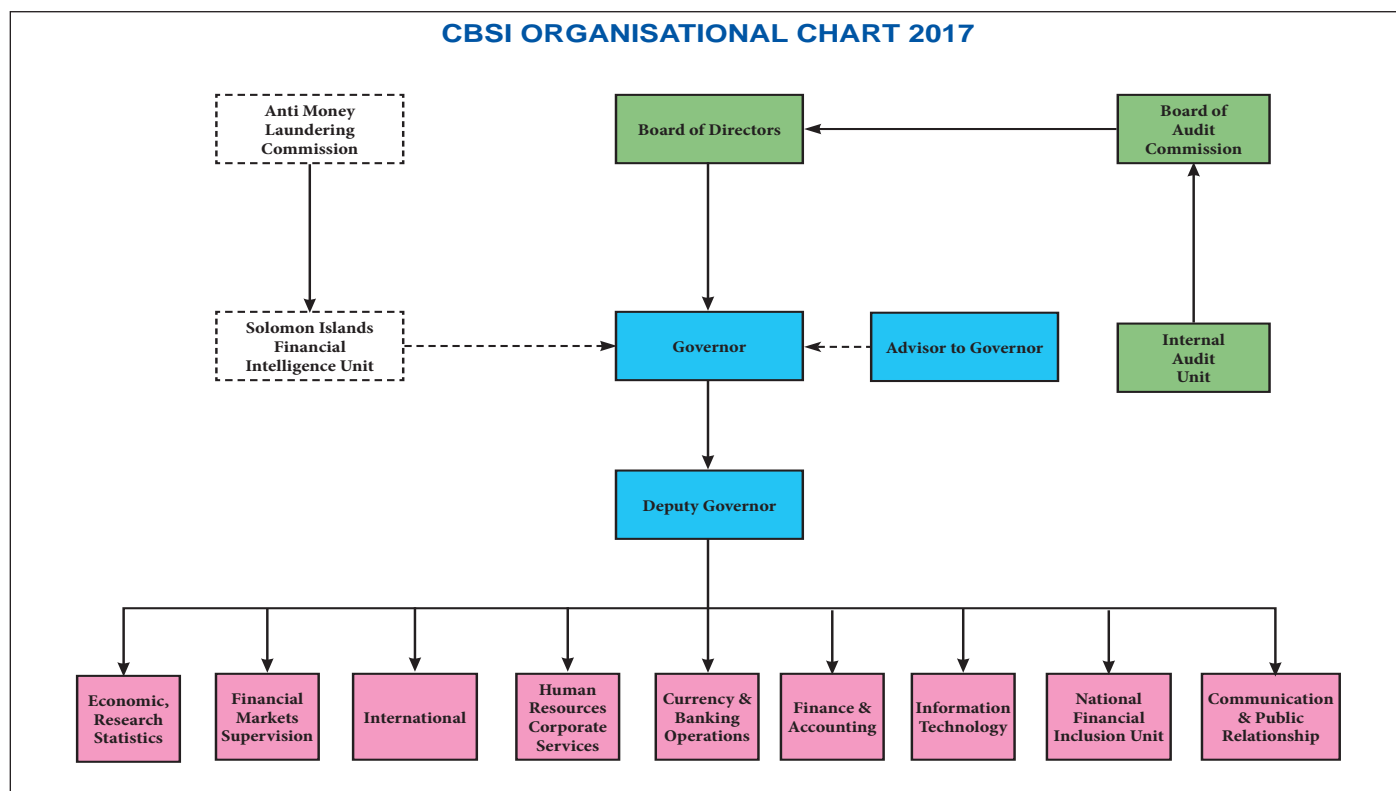 CBSI ORGANISATIONAL CHART 2017
Anti Money
Laundering
Commission
Board of Directors
Board of
Audit
Commission
Solomon Islands
Financial
Intelligence Unit
Governor
Advisor to Governor
Internal
Audit
Unit
Deputy Governor
Economic,
Research
Statistics
Financial
Markets
Supervision
International
Human
Resources
Corporate
Services
Currency &
Banking
Operations
Finance &
Accounting
Information
Technology
National
Financial
Inclusion Unit
Communication
& Public
Relationship